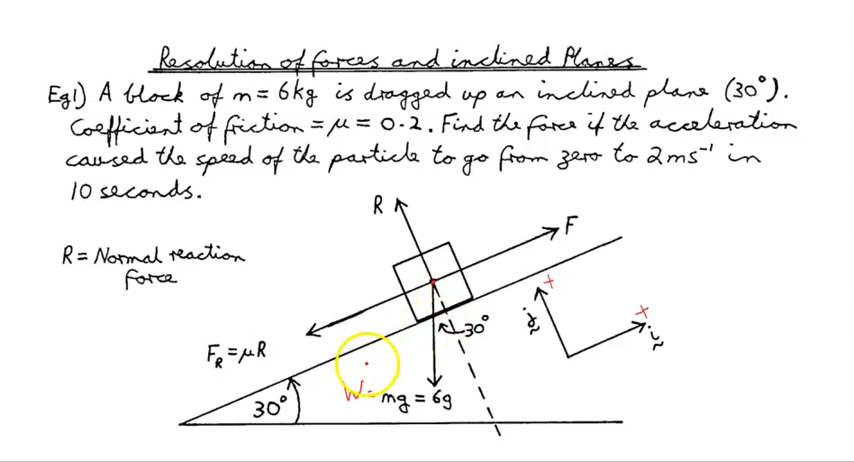 Resolution of forces and inclined Planes
Eg1) A block of m = 6kg is dragged up an inclined plane (30°).
Coefficient of friction = μ = 0.2. Find the force if the acceleration
caused the speed of the particle to go from zero to 2ms⁻¹ in
10 seconds.
R
F
R = Normal reaction
force
+
+
j
i
30°
F_R = μR
W = mg = 6g
30°